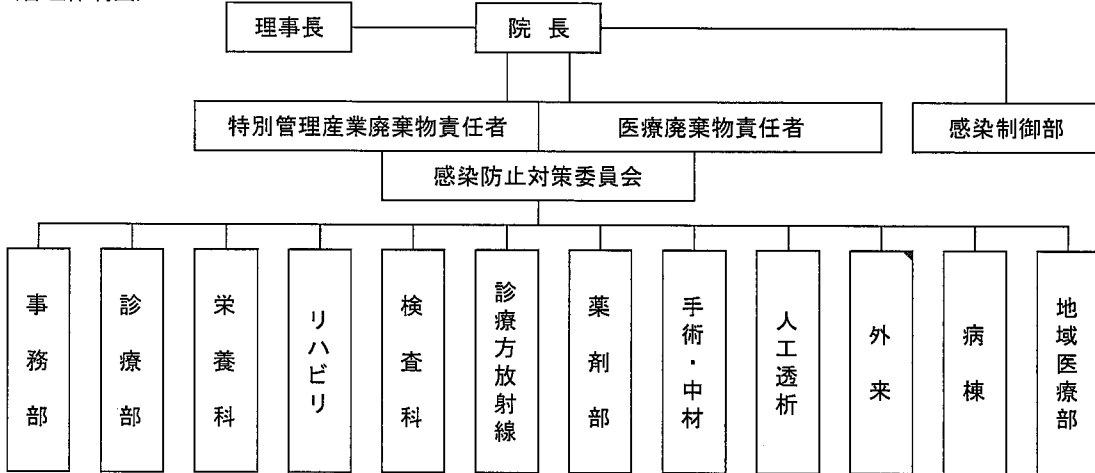 理事長
院長
特別管理産業廃棄物責任者
医療廃棄物責任者
感染制御部
感染防止対策委員会
事務部
診療部
栄養科
リハビリ
検査科
診療方放射線
薬剤部
手術・中材
人工透析
外来
病棟
地域医療部